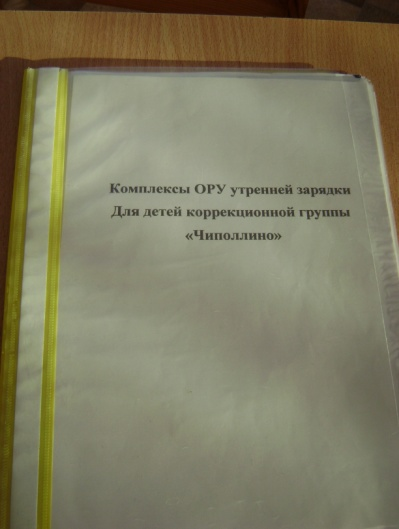 Комплексы ОРУ утренней зарядки
Для детей коррекционной группы
«Чиполлино»